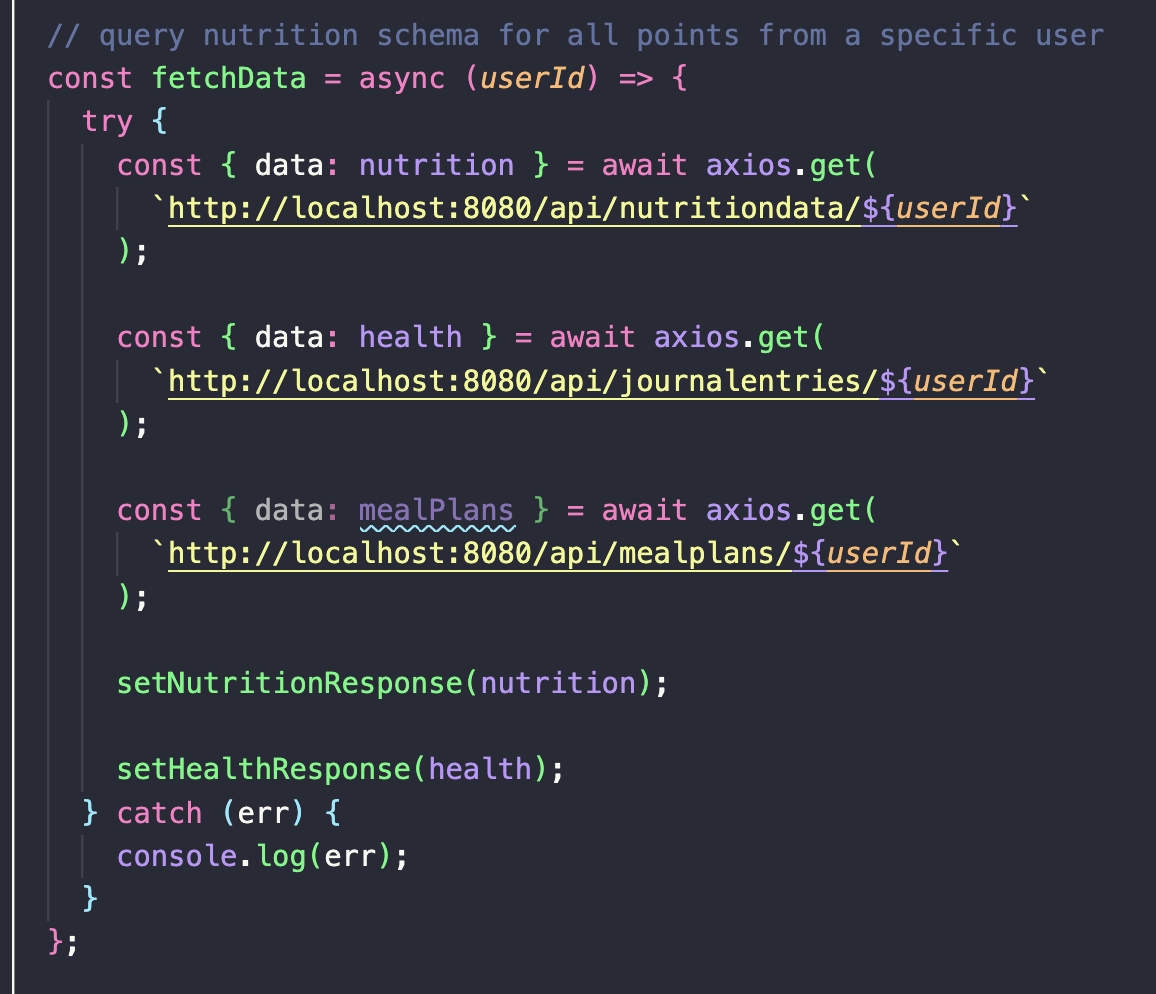 // query nutrition schema for all points from a specific user
const fetchData = async (userId) => {
  try {
    const { data: nutrition } = await axios.get(
      `http://localhost:8080/api/nutritiondata/${userId}`
    );

    const { data: health } = await axios.get(
      `http://localhost:8080/api/journalentries/${userId}`
    );

    const { data: mealPlans } = await axios.get(
      `http://localhost:8080/api/mealplans/${userId}`
    );

    setNutritionResponse(nutrition);

    setHealthResponse(health);
  } catch (err) {
    console.log(err);
  }
};